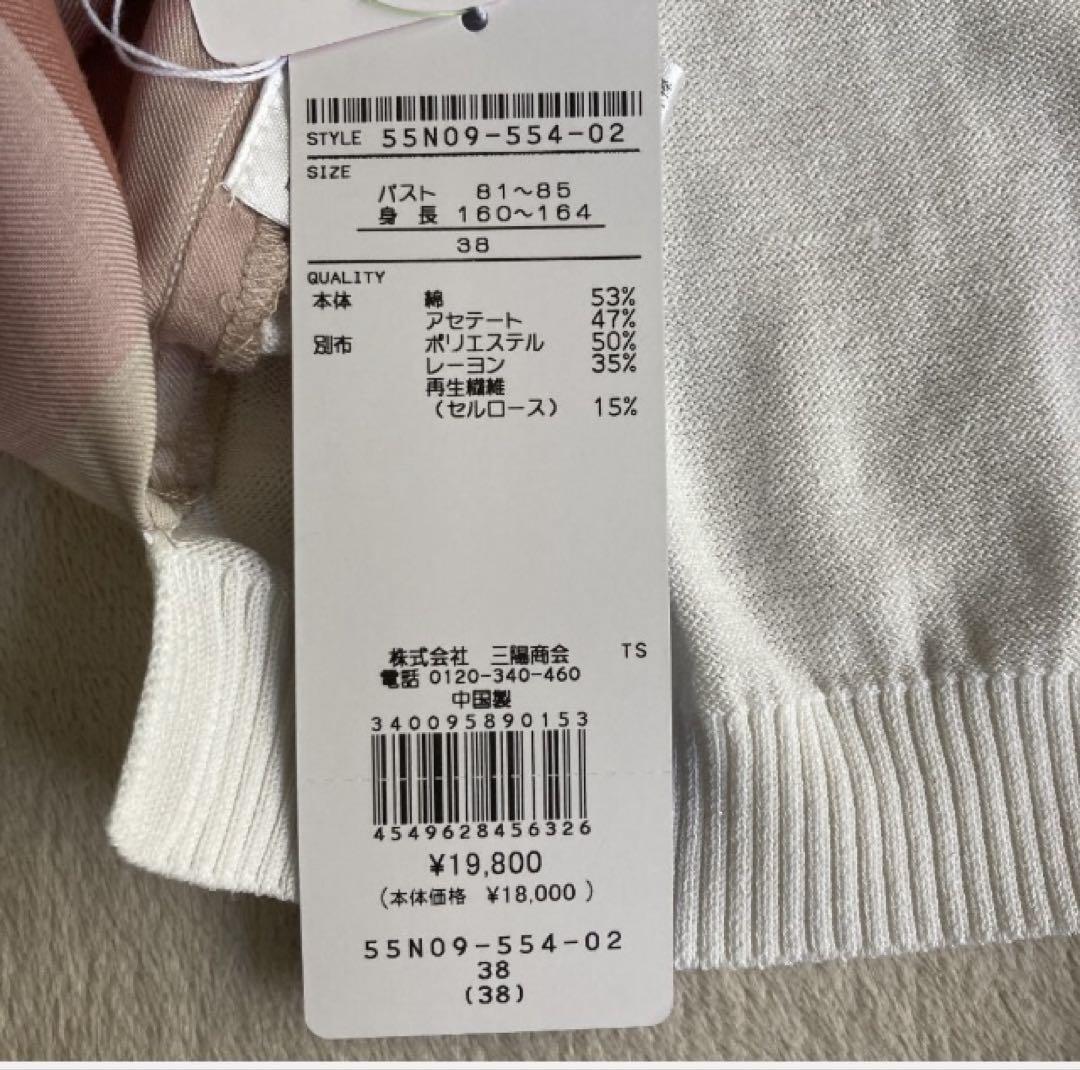 STYLE 55N09-554-02
SIZE
バスト 81〜85
身長 160〜164
38
QUALITY
本体 綿 53%
アセテート 47%
別布 ポリエステル 50%
レーヨン 35%
再生繊維
(セルロース) 15%
株式会社 三陽商会 TS
電話 0120-340-460
中国製
340095890153
4549628456326
¥19,800
(本体価格 ¥18,000)
55N09-554-02
38
(38)